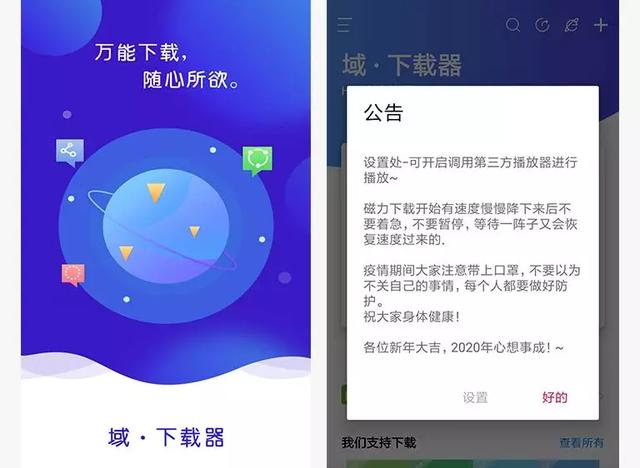 万能下载,
随心所欲。
域·下载器
域·下载器
H
公告
设置处-可开启调用第三方播放器进行
播放~
磁力下载开始有速度慢慢降下来后不
要着急，不要暂停，等待一阵子又会恢
复速度过来的.
疫情期间大家注意带上口罩，不要以为
不关自己的事情，每个人都要做好防
护。
祝大家身体健康！
各位新年大吉，2020年心想事成！~
设置 好的
我们支持下载 查看所有